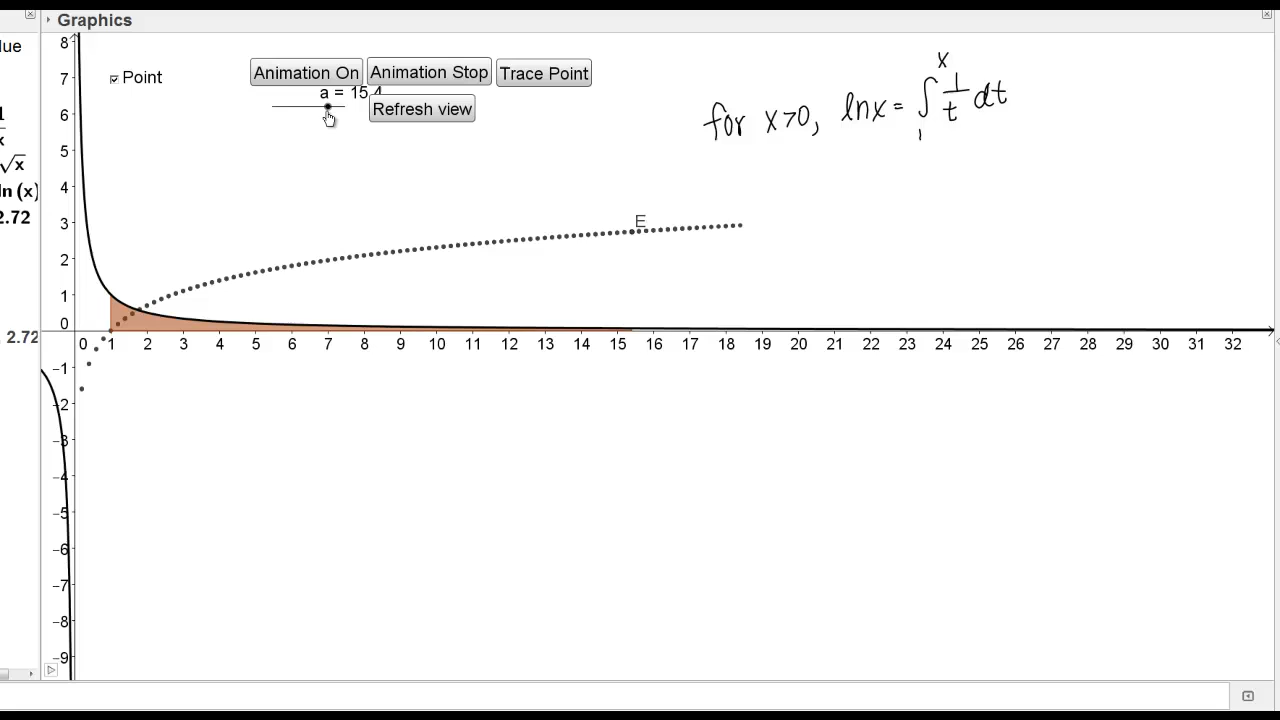 Graphics
lue
Point
Animation On
Animation Stop
Trace Point
a = 15.4
Refresh view
for x>0, lnx = ∫₁ˣ 1/t dt
1
x
√x
ln (x)
2.72
, 2.72
E
8
7
6
5
4
3
2
1
0
0 1 2 3 4 5 6 7 8 9 10 11 12 13 14 15 16 17 18 19 20 21 22 23 24 25 26 27 28 29 30 31 32
−1
−2
−3
−4
−5
−6
−7
−8
−9